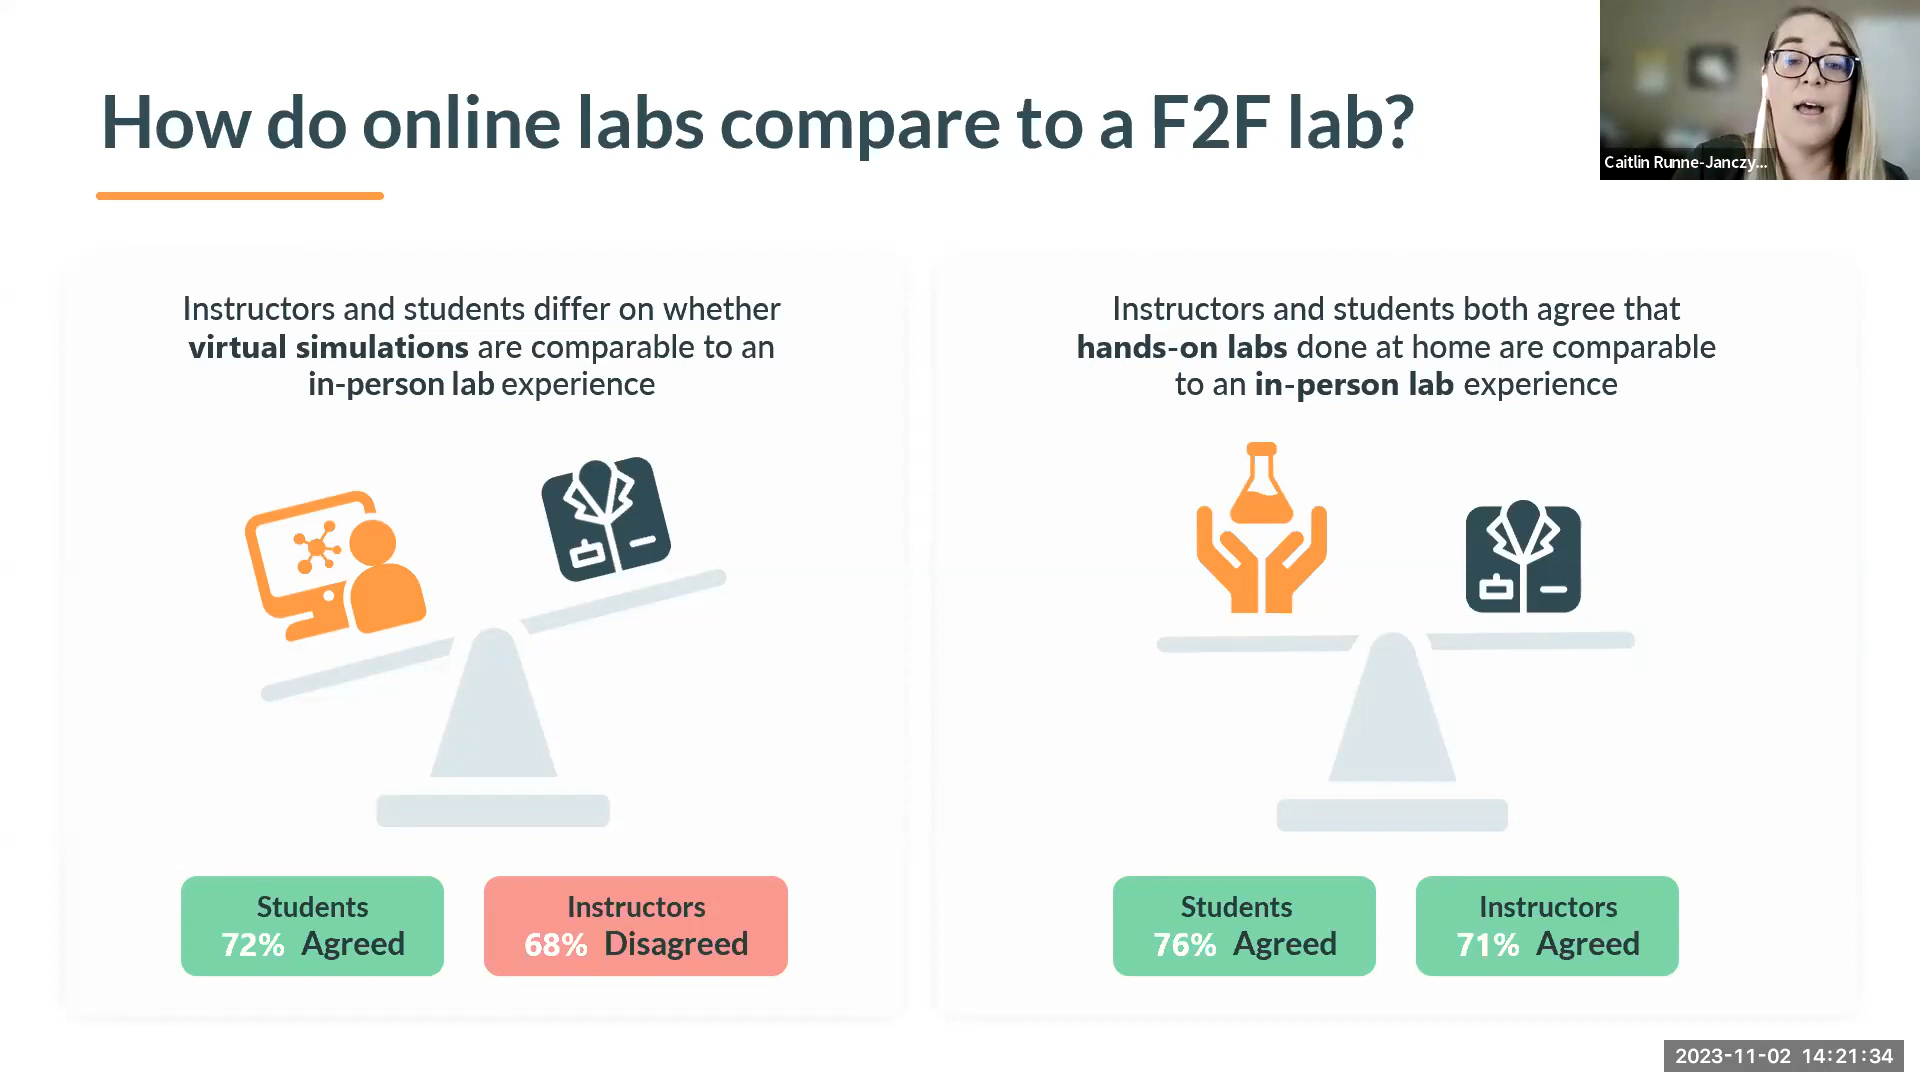 How do online labs compare to a F2F lab?
Caitlin Runne-Janczy...
Instructors and students differ on whether
virtual simulations are comparable to an
in-person lab experience
Students
72% Agreed
Instructors
68% Disagreed
Instructors and students both agree that
hands-on labs done at home are comparable
to an in-person lab experience
Students
76% Agreed
Instructors
71% Agreed
2023-11-02 14:21:34